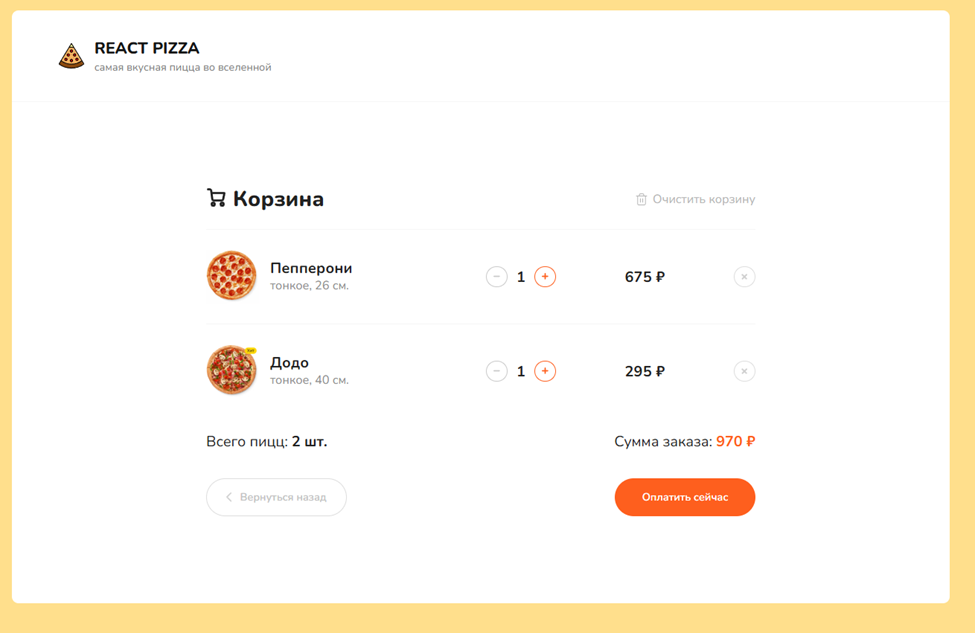 REACT PIZZA
самая вкусная пицца во вселенной
Корзина
Очистить корзину
Пепперони
тонкое, 26 см.
1
675 ₽
Додо
тонкое, 40 см.
1
295 ₽
Всего пицц: 2 шт.
Сумма заказа: 970 ₽
Вернуться назад
Оплатить сейчас